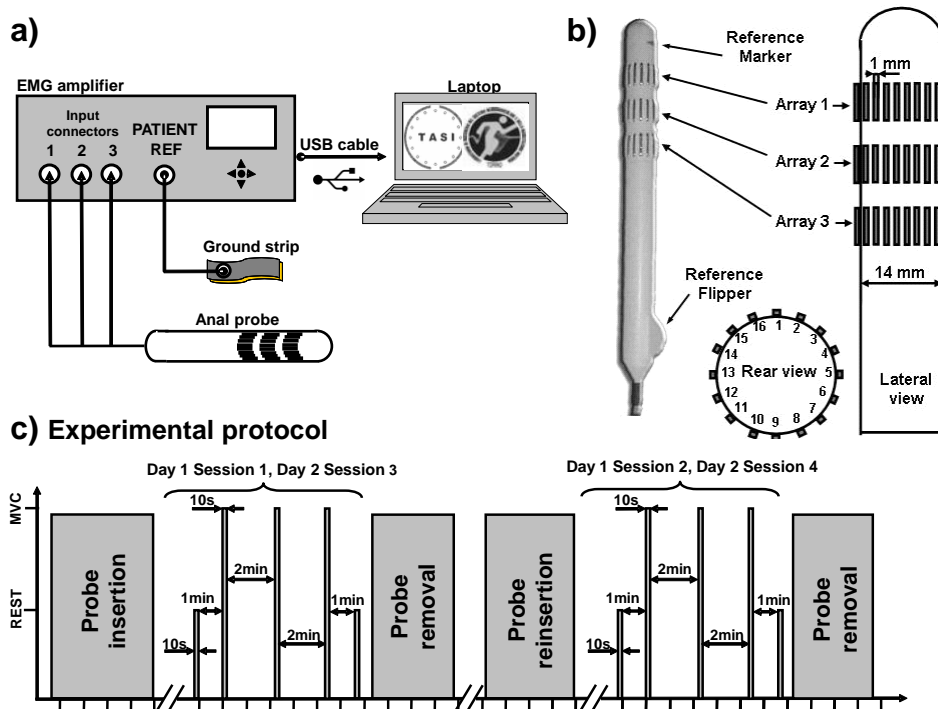 a)
EMG amplifier
Input
connectors
1 2 3
PATIENT
REF
USB cable
Laptop
TASI
Ground strip
Anal probe
b)
Reference
Marker
Array 1
Array 2
Array 3
Reference
Flipper
1 mm
14 mm
Lateral
view
Rear view
1
2
3
4
5
6
7
8
9
10
11
12
13
14
15
16
c) Experimental protocol
Day 1 Session 1, Day 2 Session 3
Day 1 Session 2, Day 2 Session 4
MVC
REST
Probe
insertion
10s
1min
10s
2min
2min
1min
Probe
removal
Probe
reinsertion
10s
1min
10s
2min
2min
1min
Probe
removal